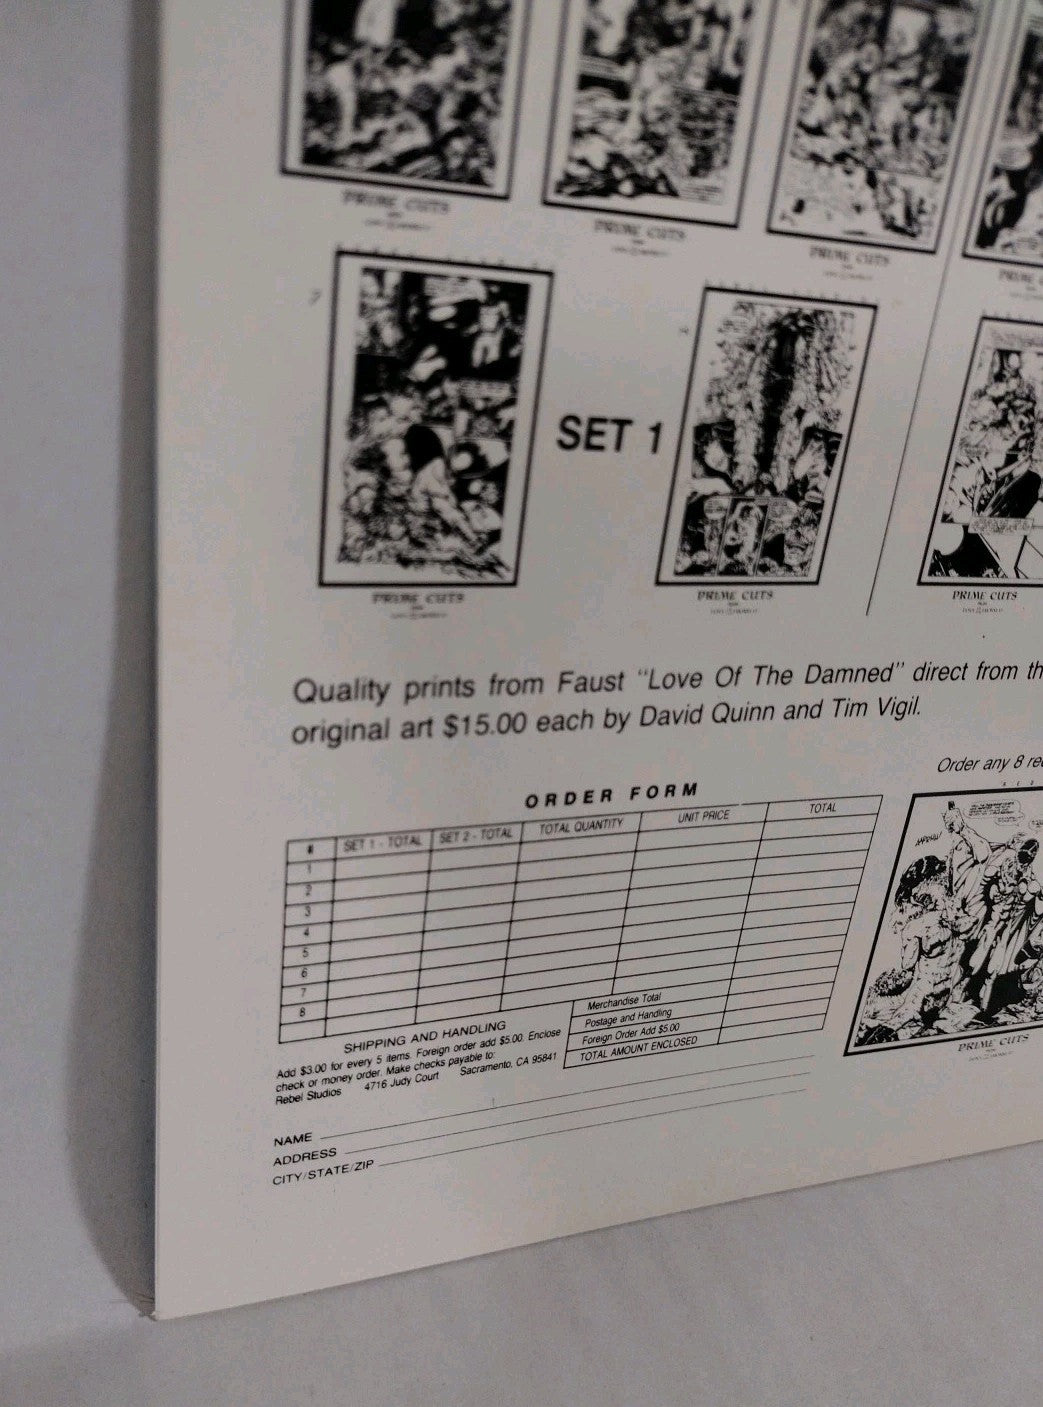 PRIME CUTS
PRIME CUTS
PRIME CUTS
PRIME
SET 1
PRIME CUTS
PRIME CUTS
PRIME CUTS
FROM
Quality prints from Faust "Love Of The Damned" direct from th
original art $15.00 each by David Quinn and Tim Vigil.
Order any 8 re
ORDER FORM
# SET 1 - TOTAL SET 2 - TOTAL TOTAL QUANTITY UNIT PRICE TOTAL
1
2
3
4
5
6
7
8
Merchandise Total
Postage and Handling
Foreign Order Add $5.00
TOTAL AMOUNT ENCLOSED
SHIPPING AND HANDLING
Add $3.00 for every 5 items. Foreign order add $5.00. Enclose
check or money order. Make checks payable to:
Rebel Studios 4716 Judy Court Sacramento, CA 95841
NAME
ADDRESS
CITY/STATE/ZIP
PRIME CUTS